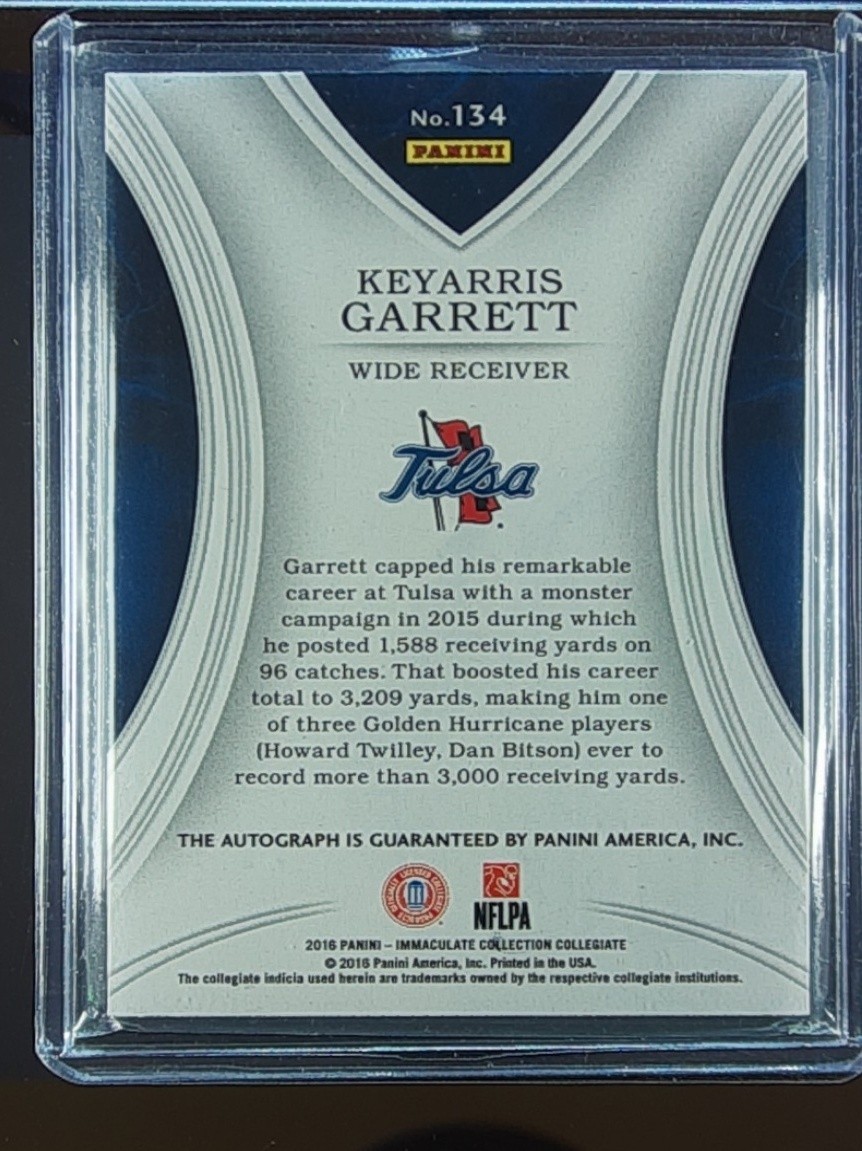 No.134
PANINI
KEYARRIS
GARRETT
WIDE RECEIVER
Tulsa
Garrett capped his remarkable
career at Tulsa with a monster
campaign in 2015 during which
he posted 1,588 receiving yards on
96 catches. That boosted his career
total to 3,209 yards, making him one
of three Golden Hurricane players
(Howard Twilley, Dan Bitson) ever to
record more than 3,000 receiving yards.
THE AUTOGRAPH IS GUARANTEED BY PANINI AMERICA, INC.
OFFICIALLY LICENSED COLLEGIATE PRODUCTS
NFLPA
2016 PANINI – IMMACULATE COLLECTION COLLEGIATE
© 2016 Panini America, Inc. Printed in the USA.
The collegiate indicia used herein are trademarks owned by the respective collegiate institutions.